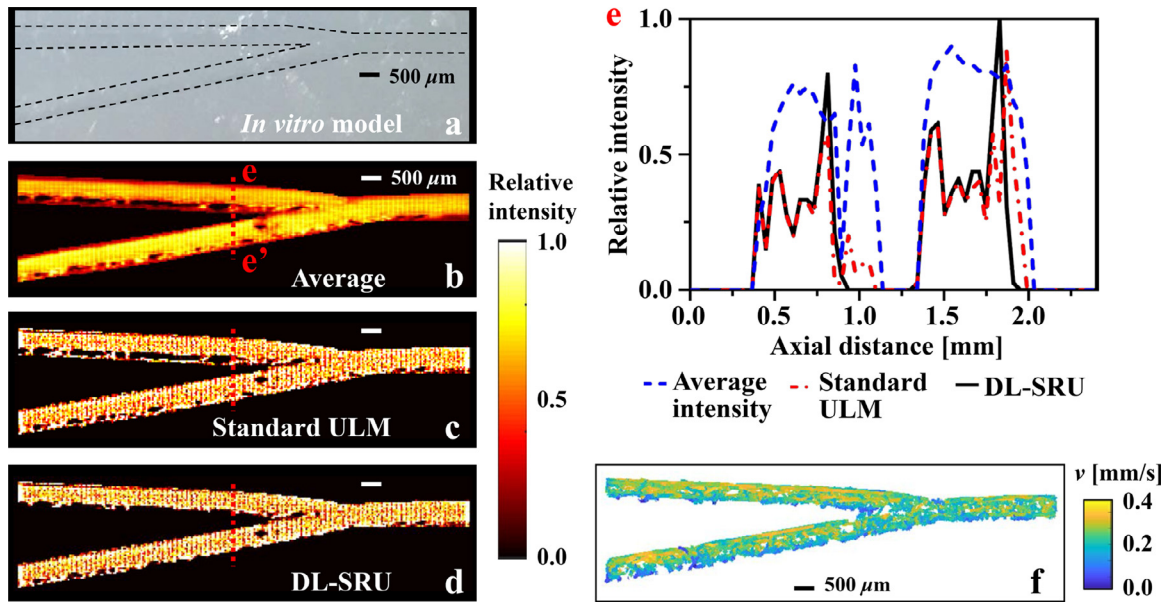 500 µm
In vitro model
a
e
500 µm
e'
Average
b
Standard ULM
c
DL-SRU
d
Relative
intensity
1.0
0.5
0.0
e
Relative intensity
1.0
0.5
0.0
0.0
0.5
1.0
1.5
2.0
Axial distance [mm]
Average
intensity
Standard
ULM
DL-SRU
v [mm/s]
0.4
0.2
0
500 µm
f